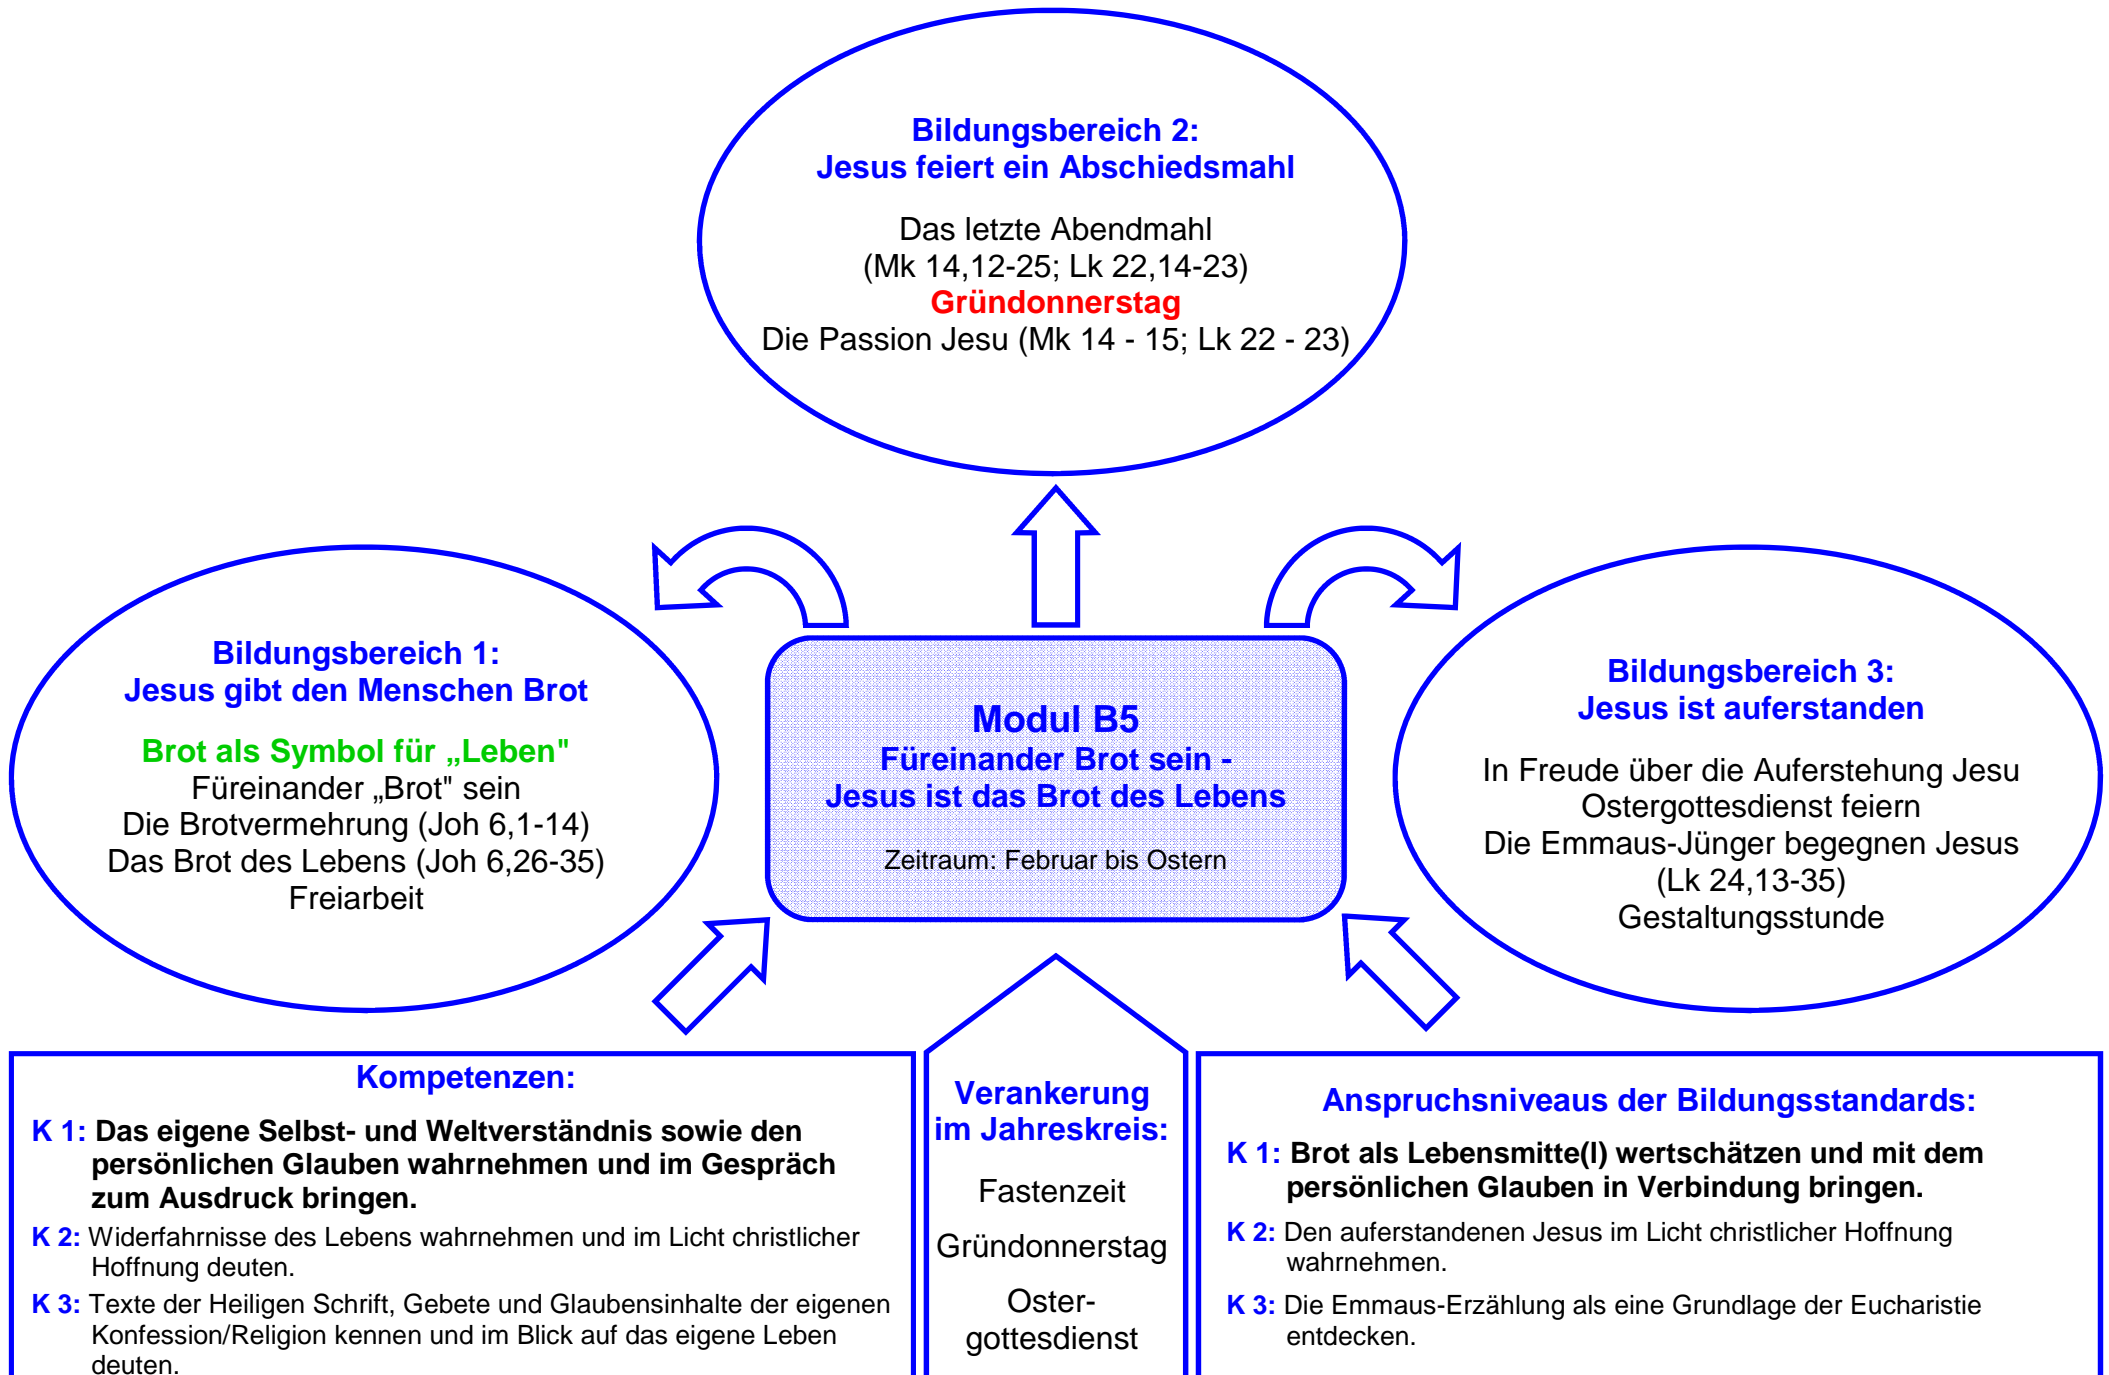 Bildungsbereich 2:
Jesus feiert ein Abschiedsmahl
Das letzte Abendmahl
(Mk 14,12-25; Lk 22,14-23)
Gründonnerstag
Die Passion Jesu (Mk 14 - 15; Lk 22 - 23)
Bildungsbereich 1:
Jesus gibt den Menschen Brot
Brot als Symbol für „Leben"
Füreinander „Brot" sein
Die Brotvermehrung (Joh 6,1-14)
Das Brot des Lebens (Joh 6,26-35)
Freiarbeit
Modul B5
Füreinander Brot sein -
Jesus ist das Brot des Lebens
Zeitraum: Februar bis Ostern
Bildungsbereich 3:
Jesus ist auferstanden
In Freude über die Auferstehung Jesu
Ostergottesdienst feiern
Die Emmaus-Jünger begegnen Jesus
(Lk 24,13-35)
Gestaltungsstunde
Kompetenzen:
K 1: Das eigene Selbst- und Weltverständnis sowie den
persönlichen Glauben wahrnehmen und im Gespräch
zum Ausdruck bringen.
K 2: Widerfahrnisse des Lebens wahrnehmen und im Licht christlicher
Hoffnung deuten.
K 3: Texte der Heiligen Schrift, Gebete und Glaubensinhalte der eigenen
Konfession/Religion kennen und im Blick auf das eigene Leben
deuten.
Verankerung
im Jahreskreis:
Fastenzeit
Gründonnerstag
Oster-
gottesdienst
Anspruchsniveaus der Bildungsstandards:
K 1: Brot als Lebensmitte(l) wertschätzen und mit dem
persönlichen Glauben in Verbindung bringen.
K 2: Den auferstandenen Jesus im Licht christlicher Hoffnung
wahrnehmen.
K 3: Die Emmaus-Erzählung als eine Grundlage der Eucharistie
entdecken.